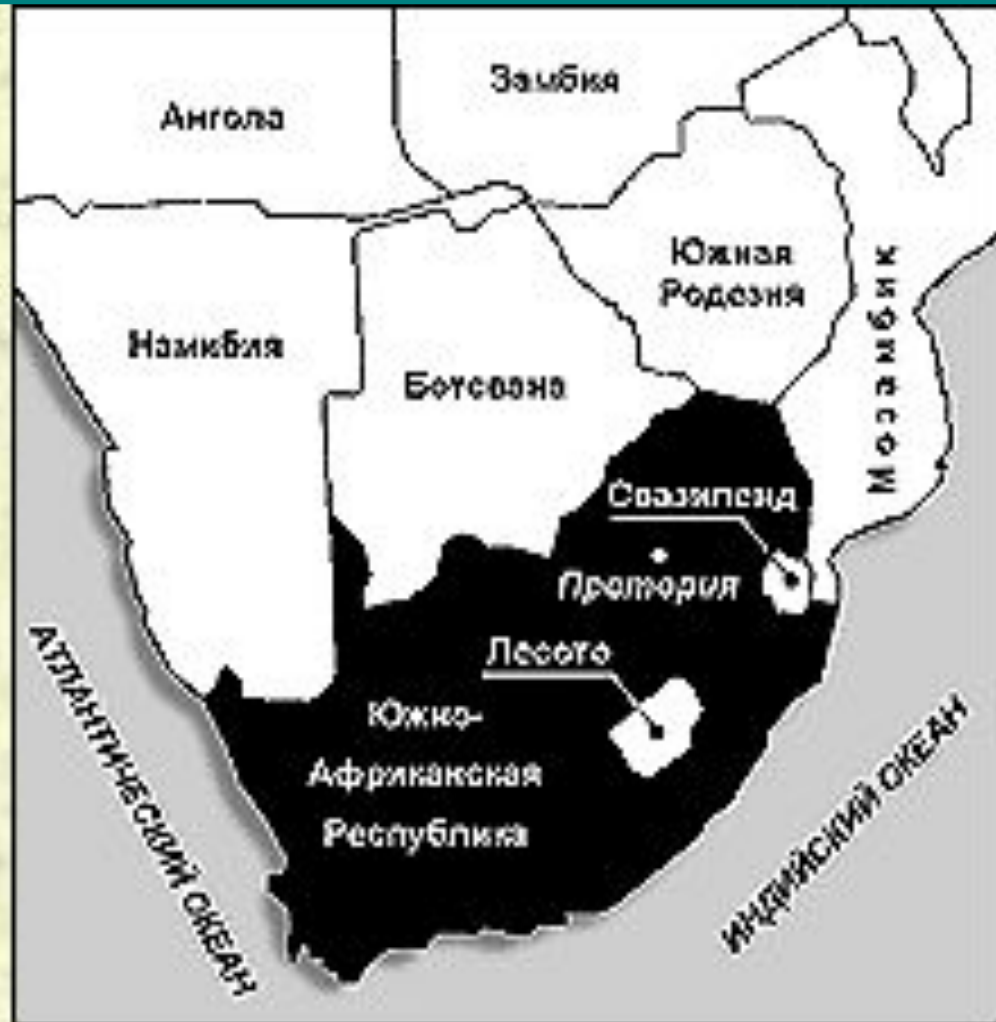 Ангола
Замбия
Южная
Родезия
Намибия
Ботсвана
Мозамбик
Свазиленд
Претория
Лесото
Южно-
Африканская
Республика
АТЛАНТИЧЕСКИЙ ОКЕАН
ИНДИЙСКИЙ ОКЕАН